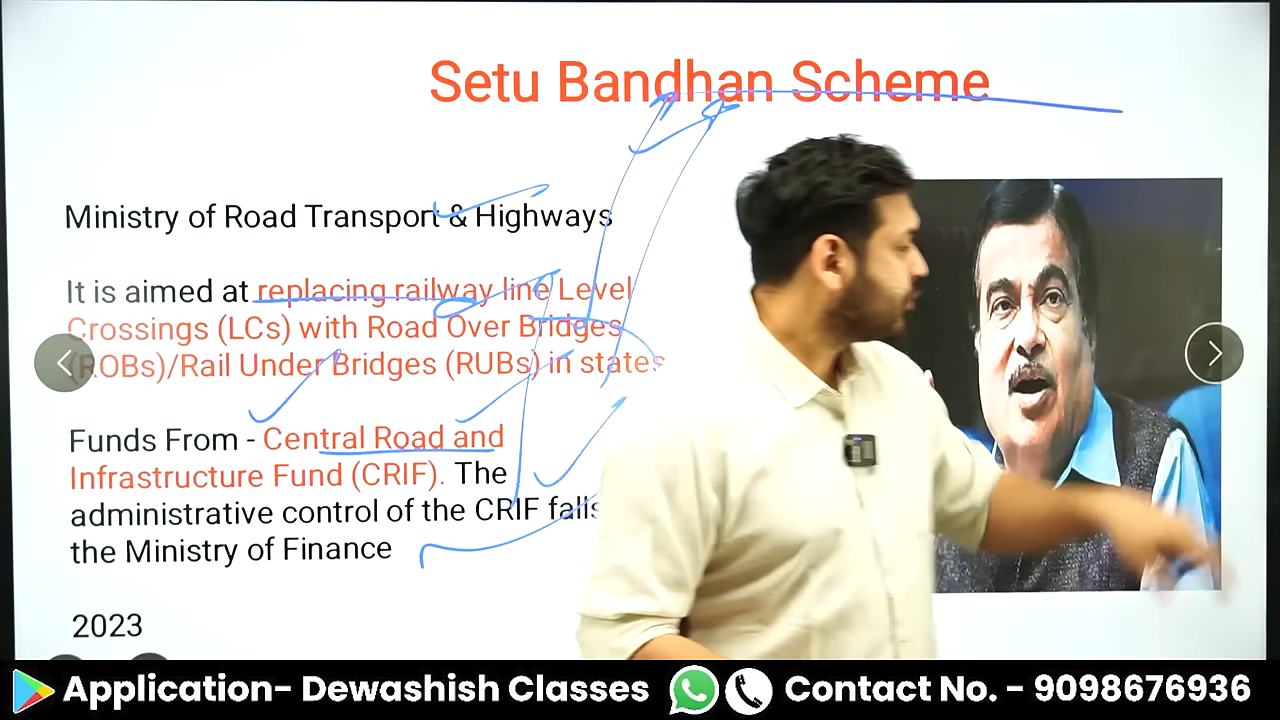 Setu Bandhan Scheme
Ministry of Road Transport & Highways
It is aimed at replacing railway line Level
Crossings (LCs) with Road Over Bridges
(ROBs)/Rail Under Bridges (RUBs) in states
Funds From - Central Road and
Infrastructure Fund (CRIF). The
administrative control of the CRIF falls
the Ministry of Finance
2023
Application- Dewashish Classes
Contact No. - 9098676936